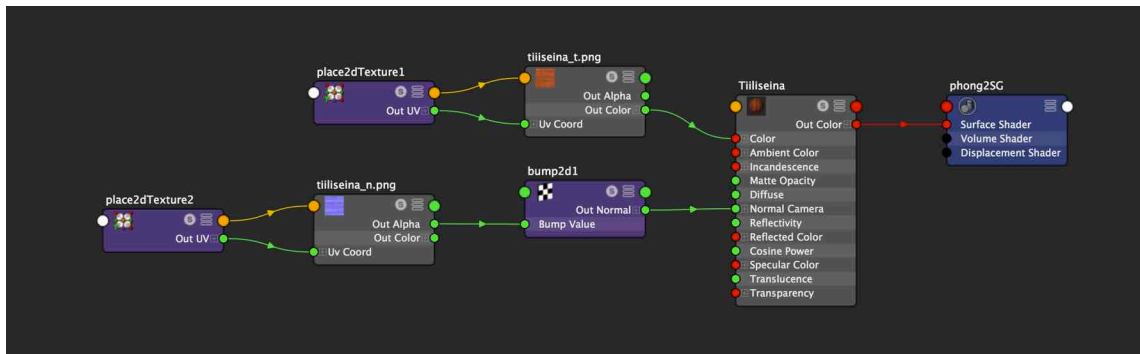 place2dTexture1
Out UV
tiiiseina_t.png
Out Alpha
Out Color
Uv Coord
place2dTexture2
Out UV
tiiliseina_n.png
Out Alpha
Out Color
Uv Coord
bump2d1
Out Normal
Bump Value
Tiiliseina
Out Color
Color
Ambient Color
Incandescence
Matte Opacity
Diffuse
Normal Camera
Reflectivity
Reflected Color
Cosine Power
Specular Color
Translucence
Transparency
phong2SG
Surface Shader
Volume Shader
Displacement Shader